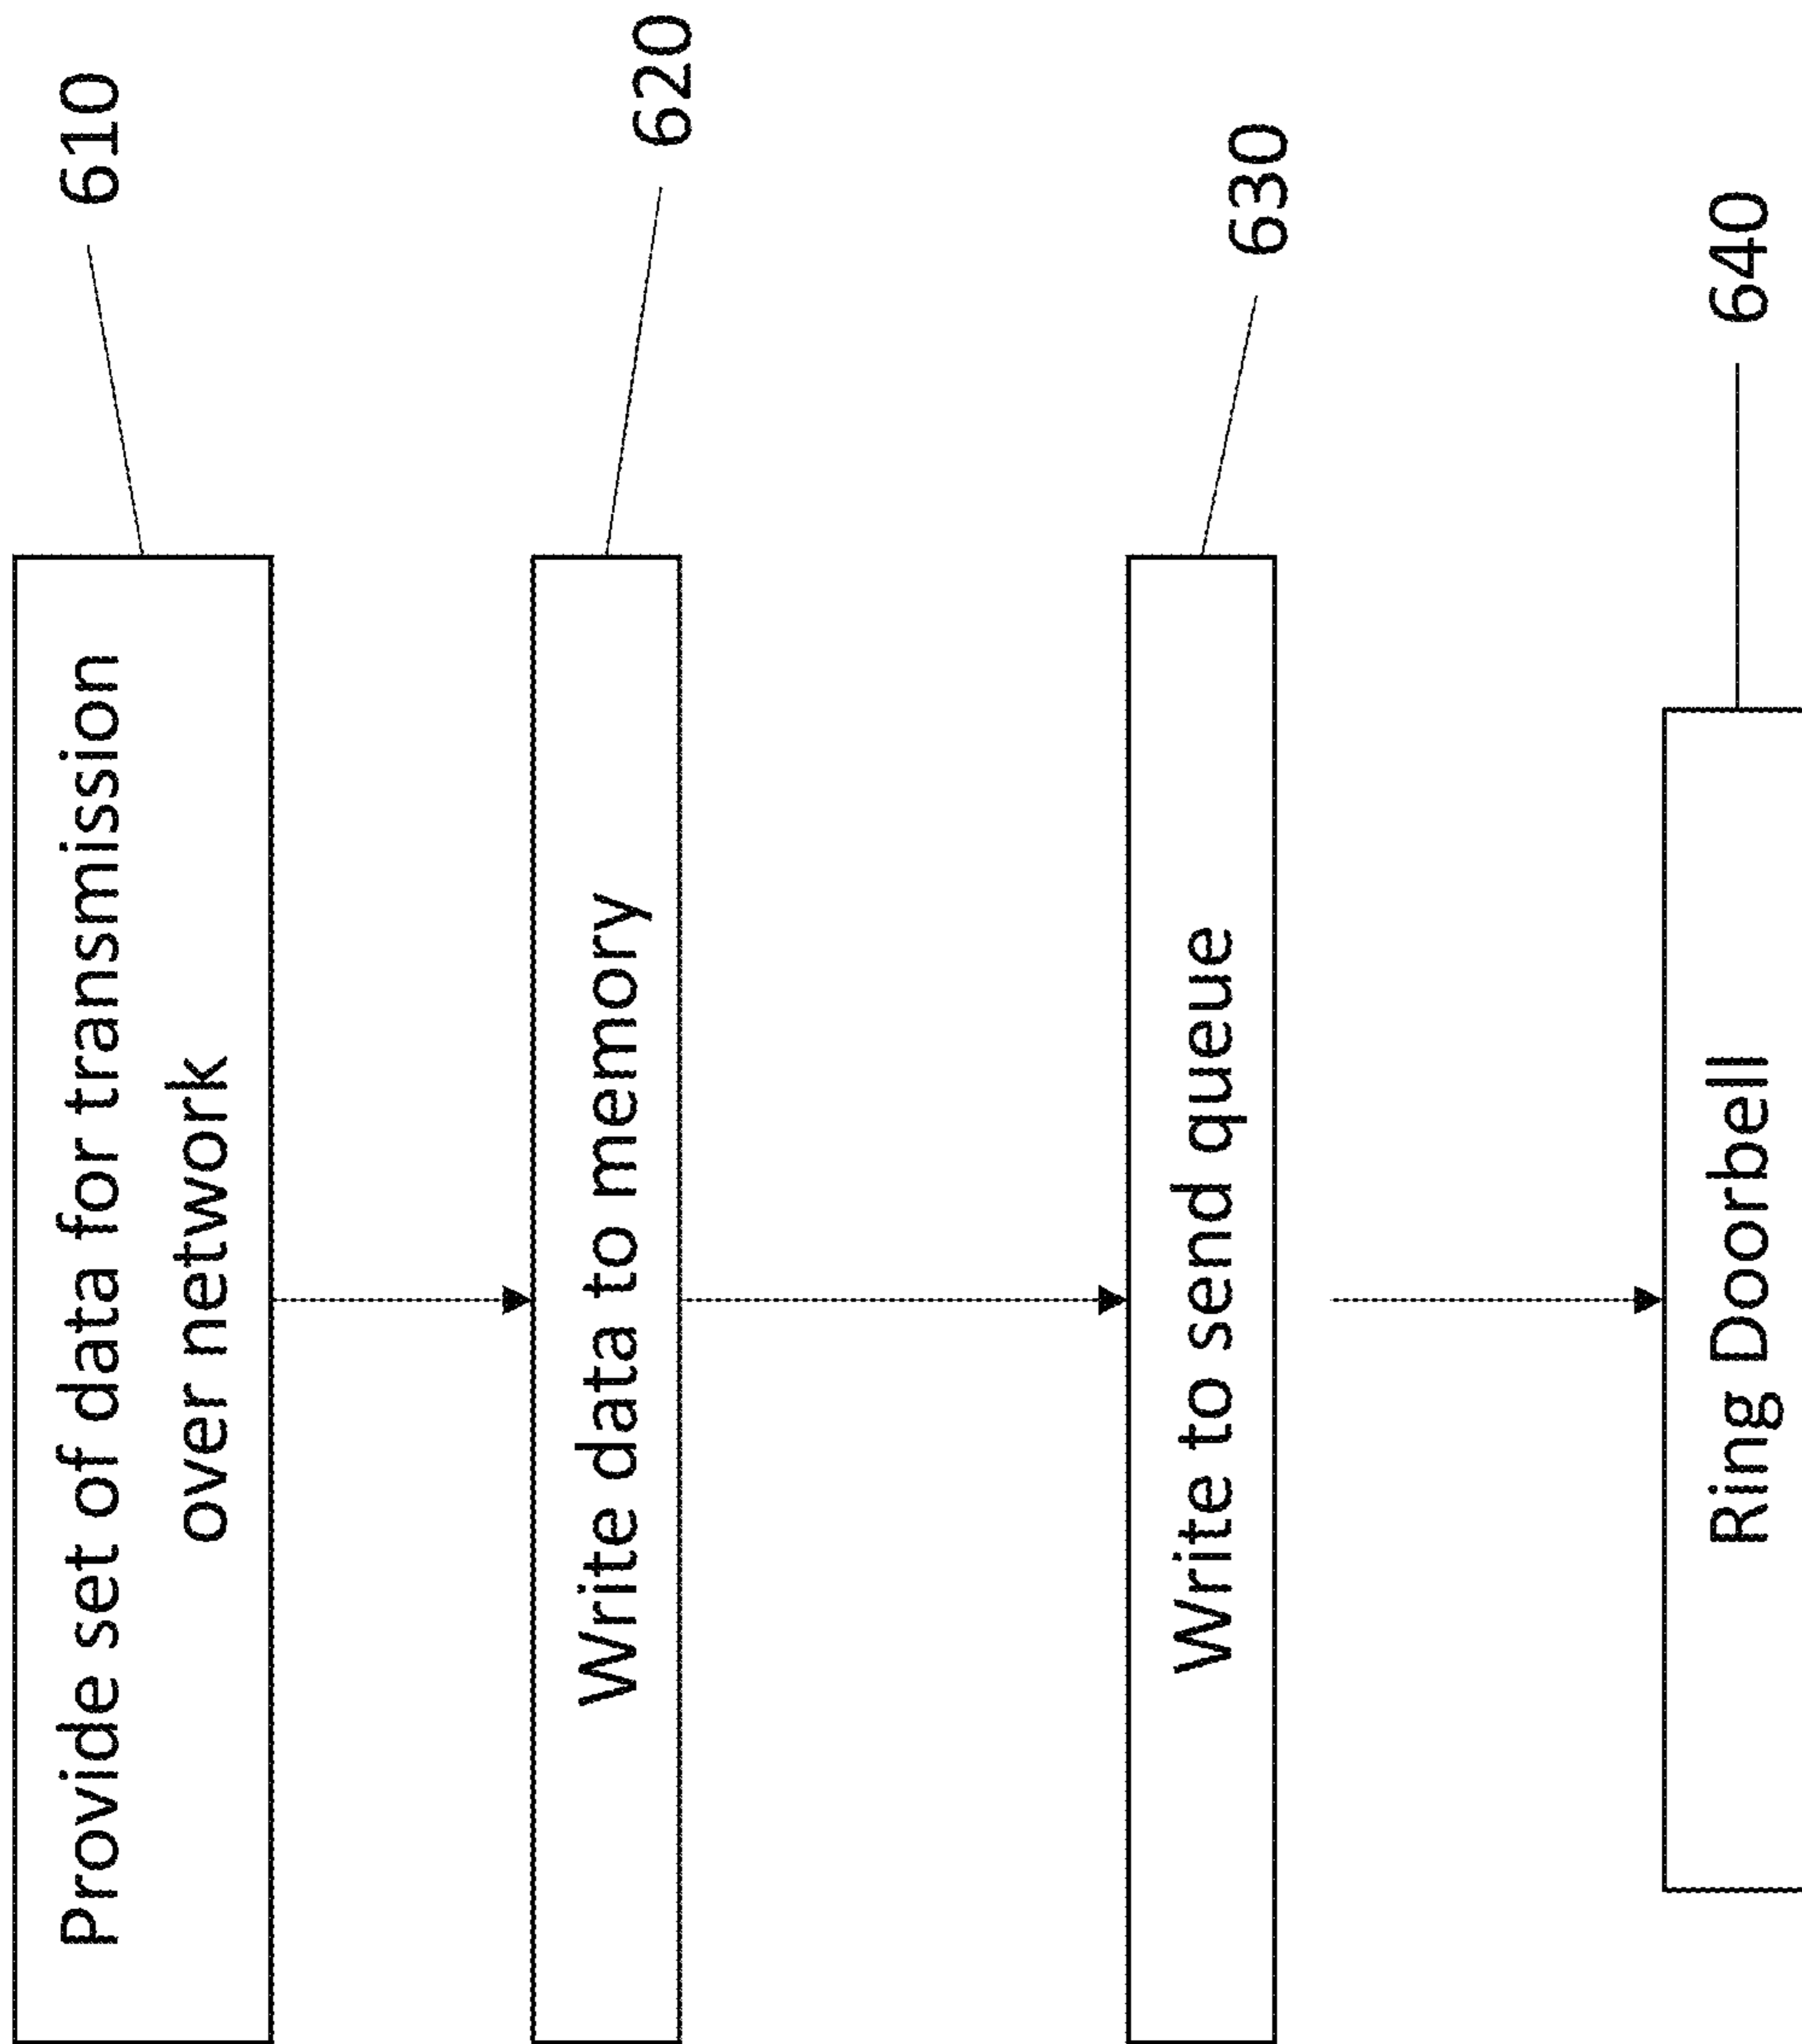 Provide set of data for transmission
over network
610
Write data to memory
620
Write to send queue
630
Ring Doorbell
640